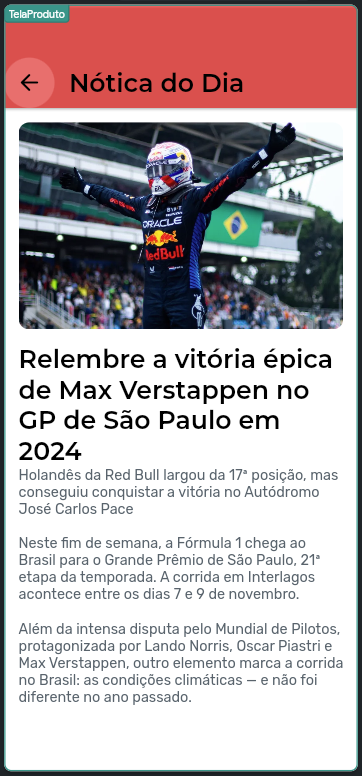 TelaProduto
Nótica do Dia
ORACLE
Red Bull
Relembre a vitória épica
de Max Verstappen no
GP de São Paulo em
2024
Holandês da Red Bull largou da 17ª posição, mas
conseguiu conquistar a vitória no Autódromo
José Carlos Pace
Neste fim de semana, a Fórmula 1 chega ao
Brasil para o Grande Prêmio de São Paulo, 21ª
etapa da temporada. A corrida em Interlagos
acontece entre os dias 7 e 9 de novembro.
Além da intensa disputa pelo Mundial de Pilotos,
protagonizada por Lando Norris, Oscar Piastri e
Max Verstappen, outro elemento marca a corrida
no Brasil: as condições climáticas — e não foi
diferente no ano passado.